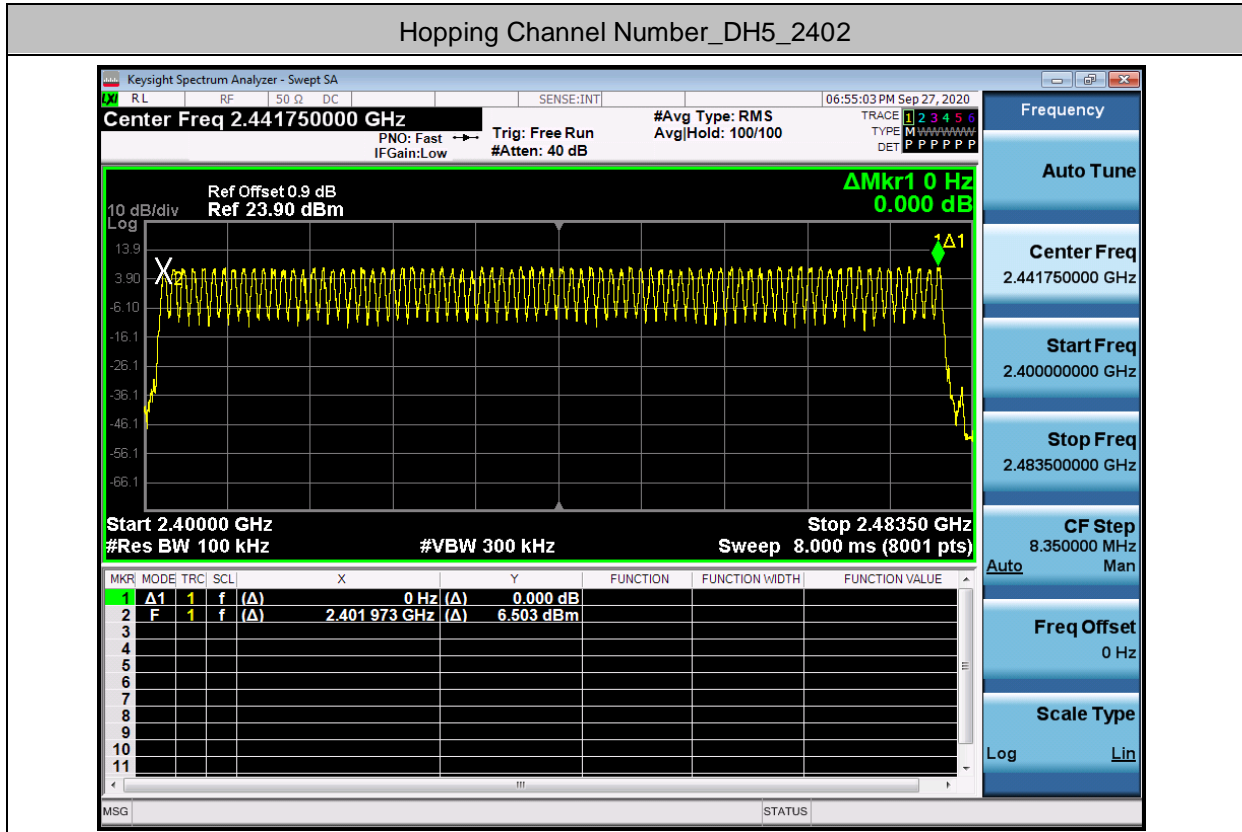 Hopping Channel Number_DH5_2402
Keysight Spectrum Analyzer - Swept SA
LXI RL RF 50 Ω DC SENSE:INT 06:55:03 PM Sep 27, 2020
Center Freq 2.441750000 GHz
PNO: Fast
IFGain:Low
Trig: Free Run
#Atten: 40 dB
#Avg Type: RMS
Avg|Hold: 100/100
TRACE 1 2 3 4 5 6
TYPE M WWWWW
DET P P P P P P
Ref Offset 0.9 dB
10 dB/div Ref 23.90 dBm
Log
ΔMkr1 0 Hz
0.000 dB
1Δ1
X2
13.9
3.90
-6.10
-16.1
-26.1
-36.1
-46.1
-56.1
-66.1
Start 2.40000 GHz Stop 2.48350 GHz
#Res BW 100 kHz #VBW 300 kHz Sweep 8.000 ms (8001 pts)
MKR MODE TRC SCL X Y FUNCTION FUNCTION WIDTH FUNCTION VALUE
1 Δ1 1 f (Δ) 0 Hz (Δ) 0.000 dB
2 F 1 f (Δ) 2.401 973 GHz (Δ) 6.503 dBm
3
4
5
6
7
8
9
10
11
MSG STATUS
Frequency
Auto Tune
Center Freq
2.441750000 GHz
Start Freq
2.400000000 GHz
Stop Freq
2.483500000 GHz
CF Step
8.350000 MHz
Auto Man
Freq Offset
0 Hz
Scale Type
Log Lin